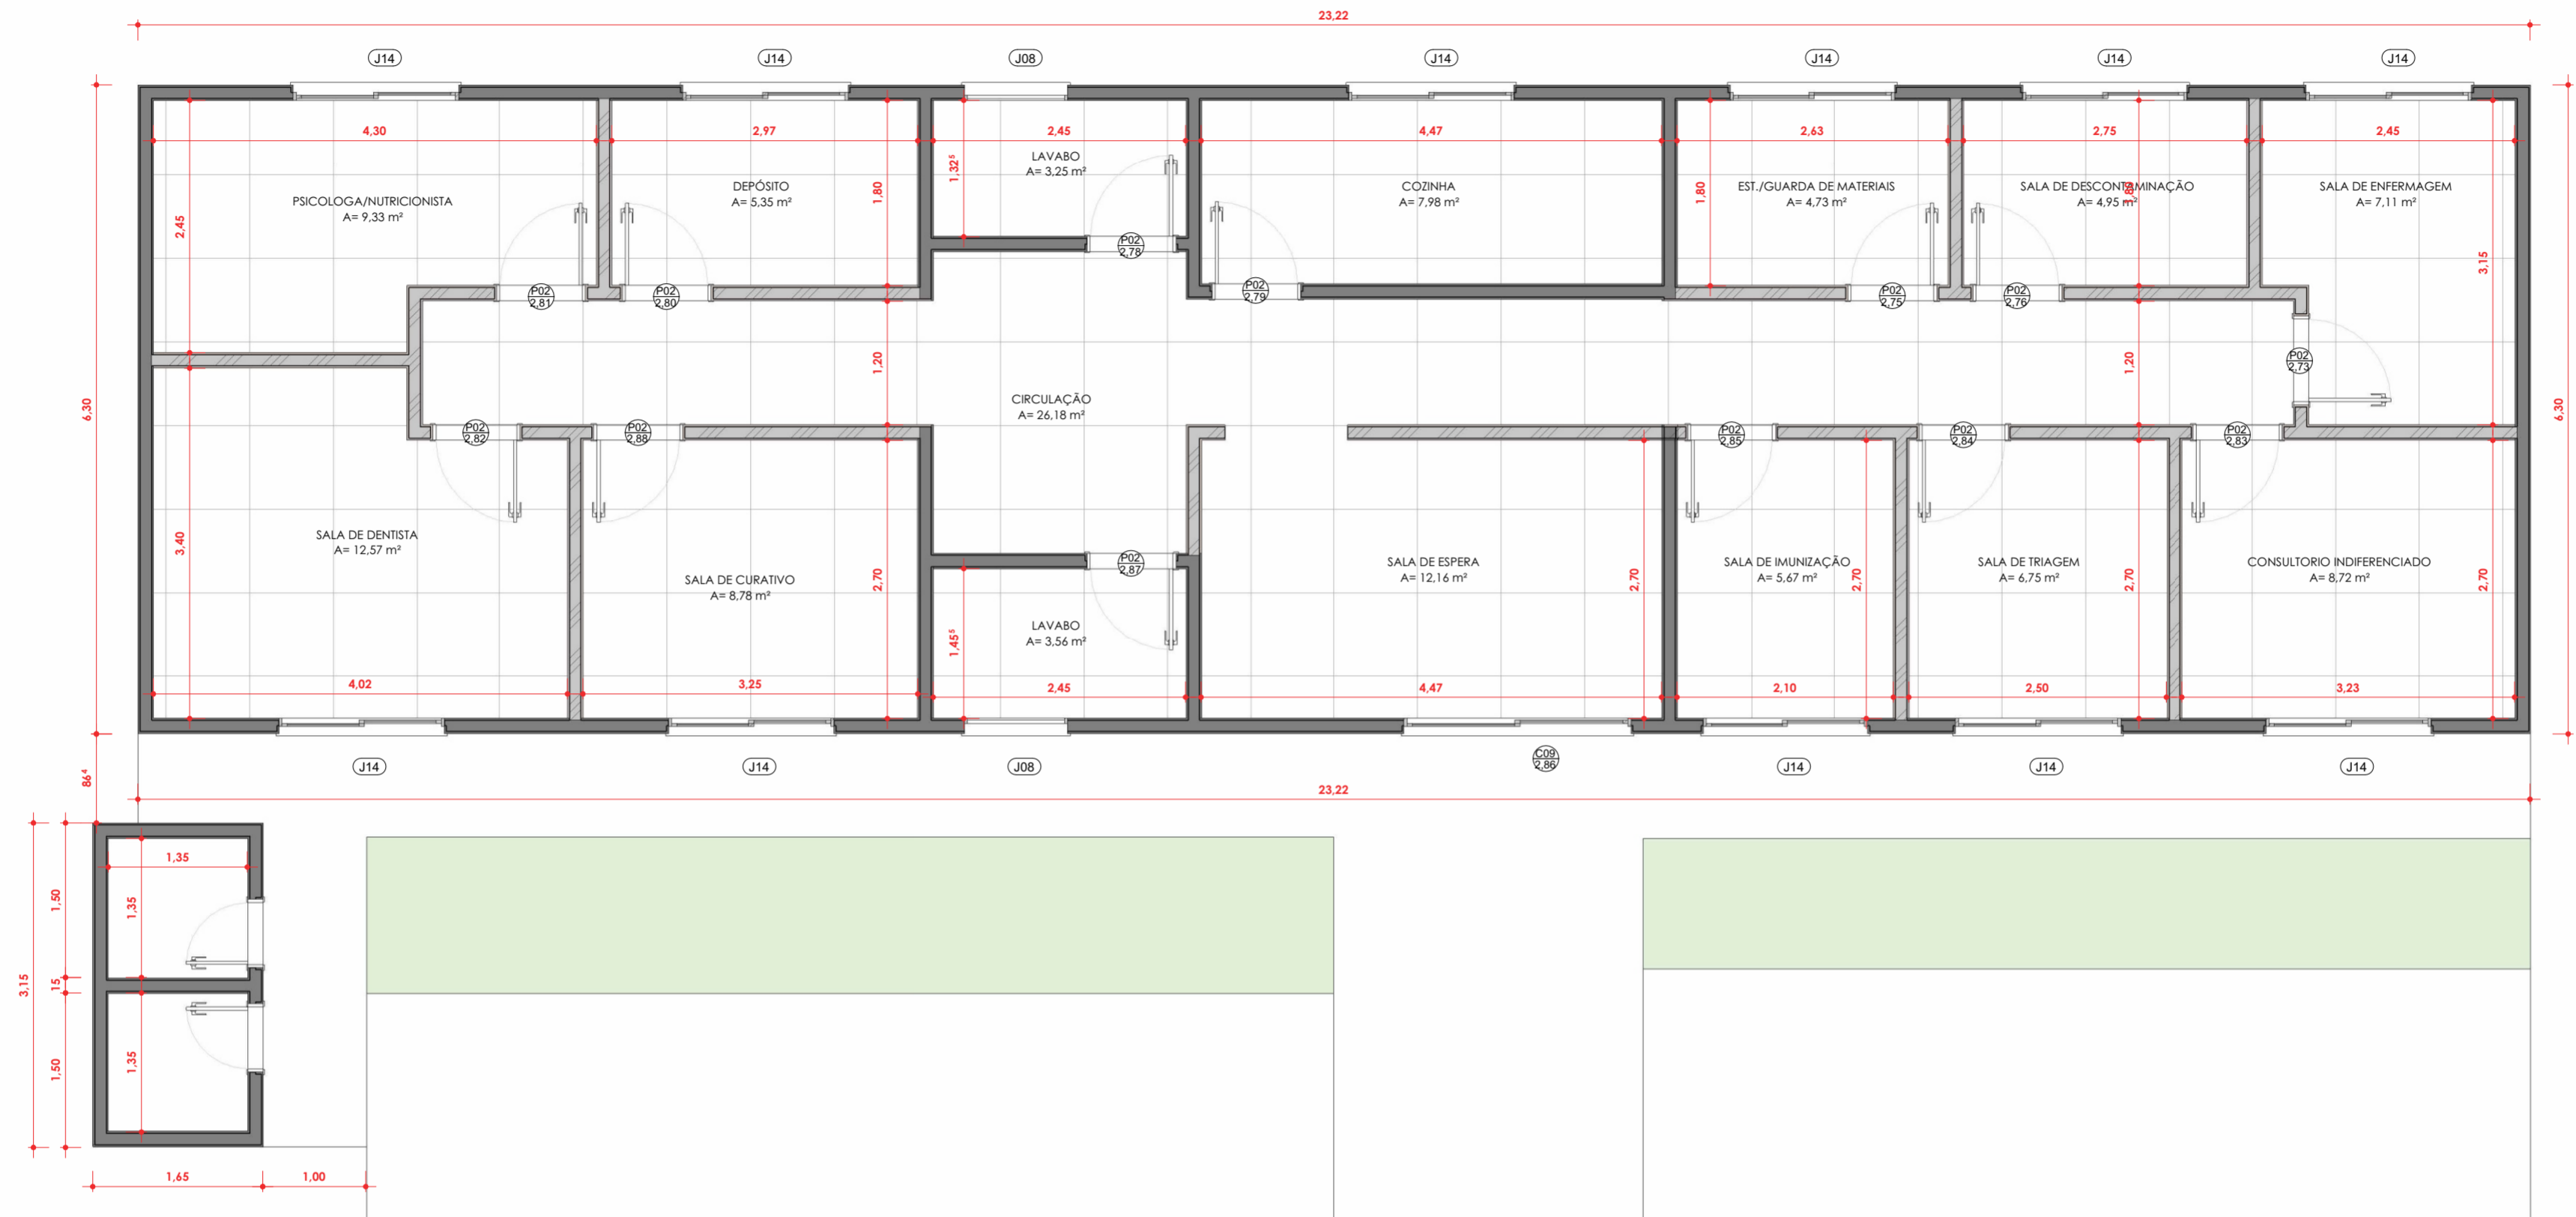 23,22
J14
J14
J08
J14
J14
J14
J14
4,30
2,97
2,45
4,47
2,63
2,75
2,45
PSICOLOGA/NUTRICIONISTA
A= 9,33 m²
DEPÓSITO
A= 5,35 m²
LAVABO
A= 3,25 m²
COZINHA
A= 7,98 m²
EST./GUARDA DE MATERIAIS
A= 4,73 m²
SALA DE DESCONTAMINAÇÃO
A= 4,95 m²
SALA DE ENFERMAGEM
A= 7,11 m²
2,45
1,80
1,32⁵
1,80
1,80
3,15
P02
2,81
P02
2,80
P02
2,78
P02
2,79
P02
2,75
P02
2,76
P02
2,73
6,30
1,20
1,20
6,30
CIRCULAÇÃO
A= 26,18 m²
P02
2,82
P02
2,88
P02
2,85
P02
2,84
P02
2,83
SALA DE DENTISTA
A= 12,57 m²
3,40
SALA DE CURATIVO
A= 8,78 m²
2,70
P02
2,87
LAVABO
A= 3,56 m²
1,45⁵
SALA DE ESPERA
A= 12,16 m²
2,70
SALA DE IMUNIZAÇÃO
A= 5,67 m²
2,70
SALA DE TRIAGEM
A= 6,75 m²
2,70
CONSULTORIO INDIFERENCIADO
A= 8,72 m²
2,70
4,02
3,25
2,45
4,47
2,10
2,50
3,23
J14
J14
J08
C09
2,86
J14
J14
J14
86⁴
23,22
1,35
1,50
1,35
3,15
15
1,50
1,35
1,65
1,00